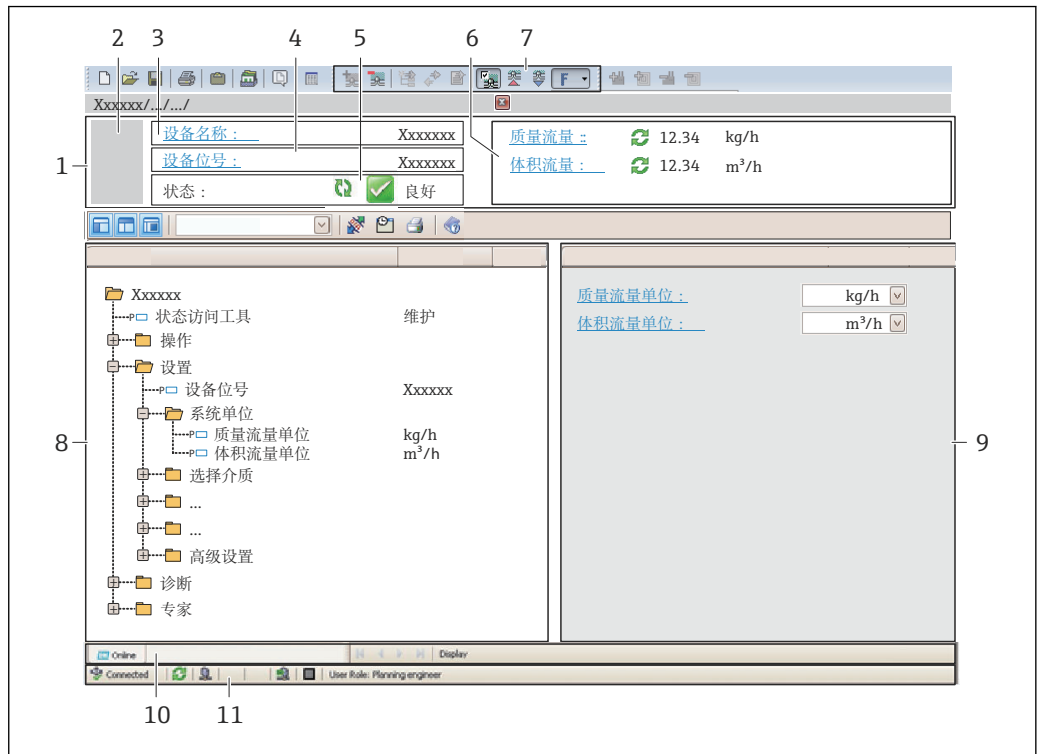 2 3 4 5 6 7
F
Xxxxxx/.../.../
设备名称： Xxxxxxx
设备位号： Xxxxxxx
状态： 良好
质量流量 :: 12.34 kg/h
体积流量： 12.34 m³/h
1
Xxxxxx
P 状态访问工具 维护
操作
设置
P 设备位号 Xxxxxx
系统单位
P 质量流量单位 kg/h
P 体积流量单位 m³/h
选择介质
...
...
高级设置
诊断
专家
质量流量单位： kg/h
体积流量单位： m³/h
8 9
Online Display
Connected User Role: Planning engineer
10 11